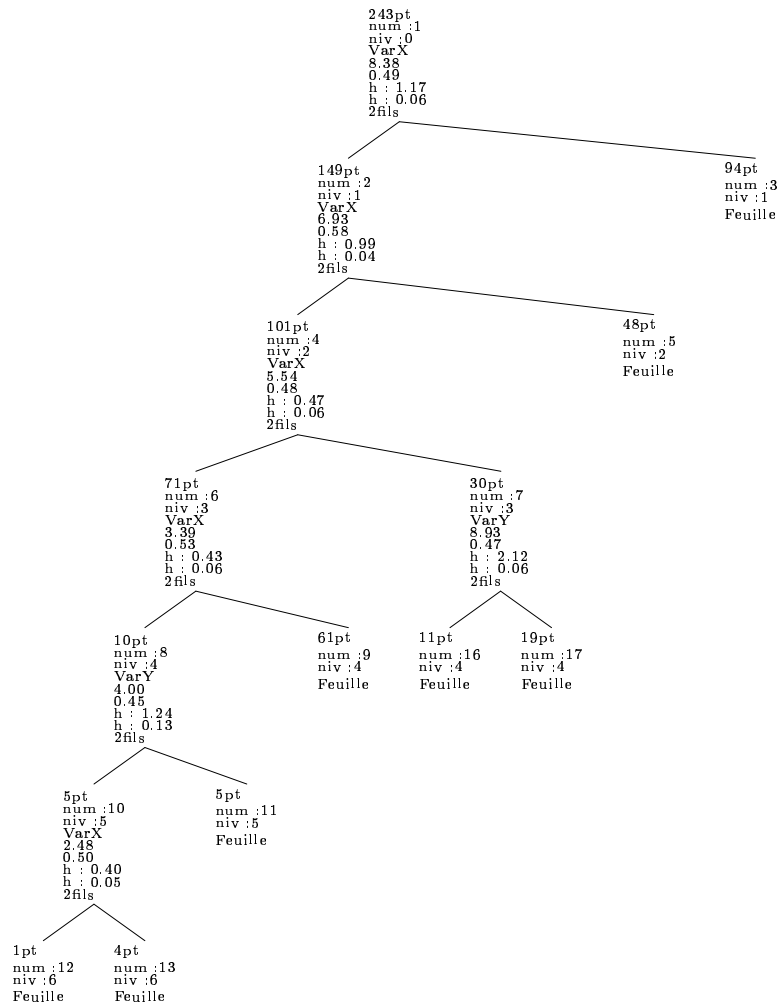 243pt
num :1
niv :0
VarX
8.38
0.49
h : 1.17
h : 0.06
2fils
149pt
num :2
niv :1
VarX
6.93
0.58
h : 0.99
h : 0.04
2fils
94pt
num :3
niv :1
Feuille
101pt
num :4
niv :2
VarX
5.54
0.48
h : 0.47
h : 0.06
2fils
48pt
num :5
niv :2
Feuille
71pt
num :6
niv :3
VarX
3.39
0.53
h : 0.43
h : 0.06
2fils
30pt
num :7
niv :3
VarY
8.93
0.47
h : 2.12
h : 0.06
2fils
10pt
num :8
niv :4
VarY
4.00
0.45
h : 1.24
h : 0.13
2fils
61pt
num :9
niv :4
Feuille
11pt
num :16
niv :4
Feuille
19pt
num :17
niv :4
Feuille
5pt
num :10
niv :5
VarX
2.48
0.50
h : 0.40
h : 0.05
2fils
5pt
num :11
niv :5
Feuille
1pt
num :12
niv :6
Feuille
4pt
num :13
niv :6
Feuille